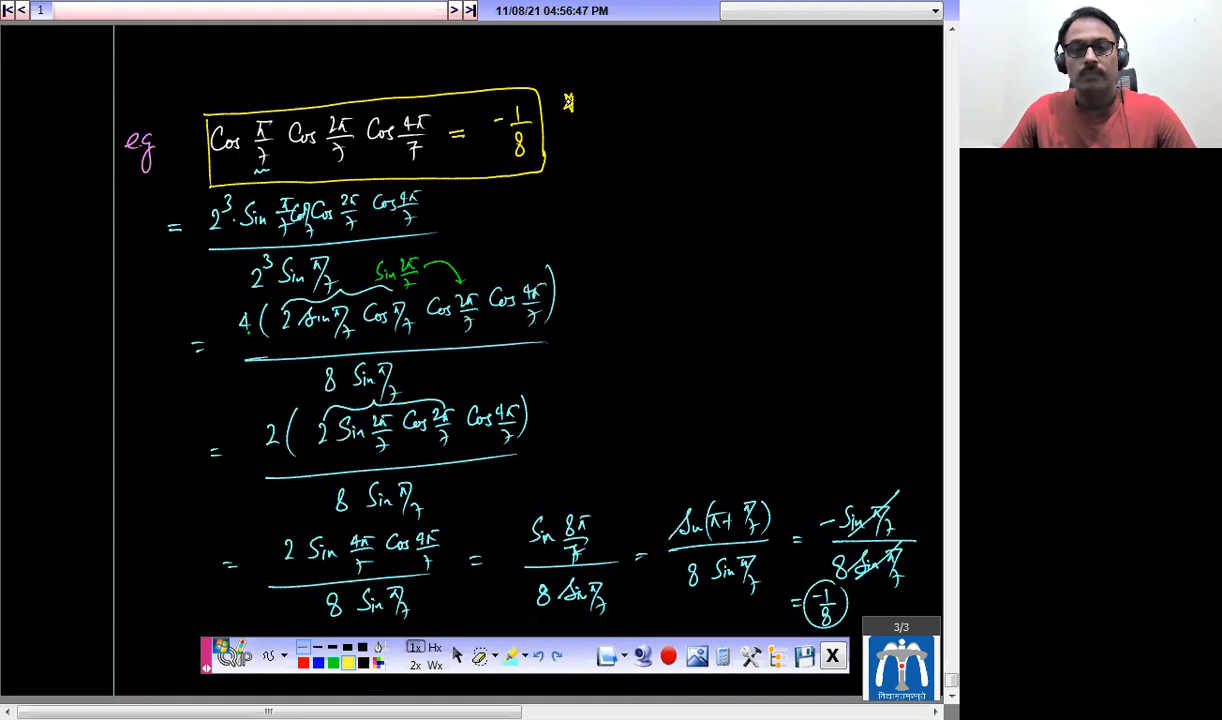 1
11/08/21 04:56:47 PM
eg Cos π/7 Cos 2π/7 Cos 4π/7 = -1/8
= 2³. Sin π/7 Cos π/7 Cos 2π/7 Cos 4π/7 / 2³ Sin π/7
Sin 2π/7
= 4 ( 2 Sin π/7 Cos π/7 Cos 2π/7 Cos 4π/7 ) / 8 Sin π/7
= 2 ( 2 Sin 2π/7 Cos 2π/7 Cos 4π/7 ) / 8 Sin π/7
= 2 Sin 4π/7 Cos 4π/7 / 8 Sin π/7 = Sin 8π/7 / 8 Sin π/7 = Sin (π + π/7) / 8 Sin π/7 = - Sin π/7 / 8 Sin π/7
= -1/8
3/3
1x Hx
2x Wx